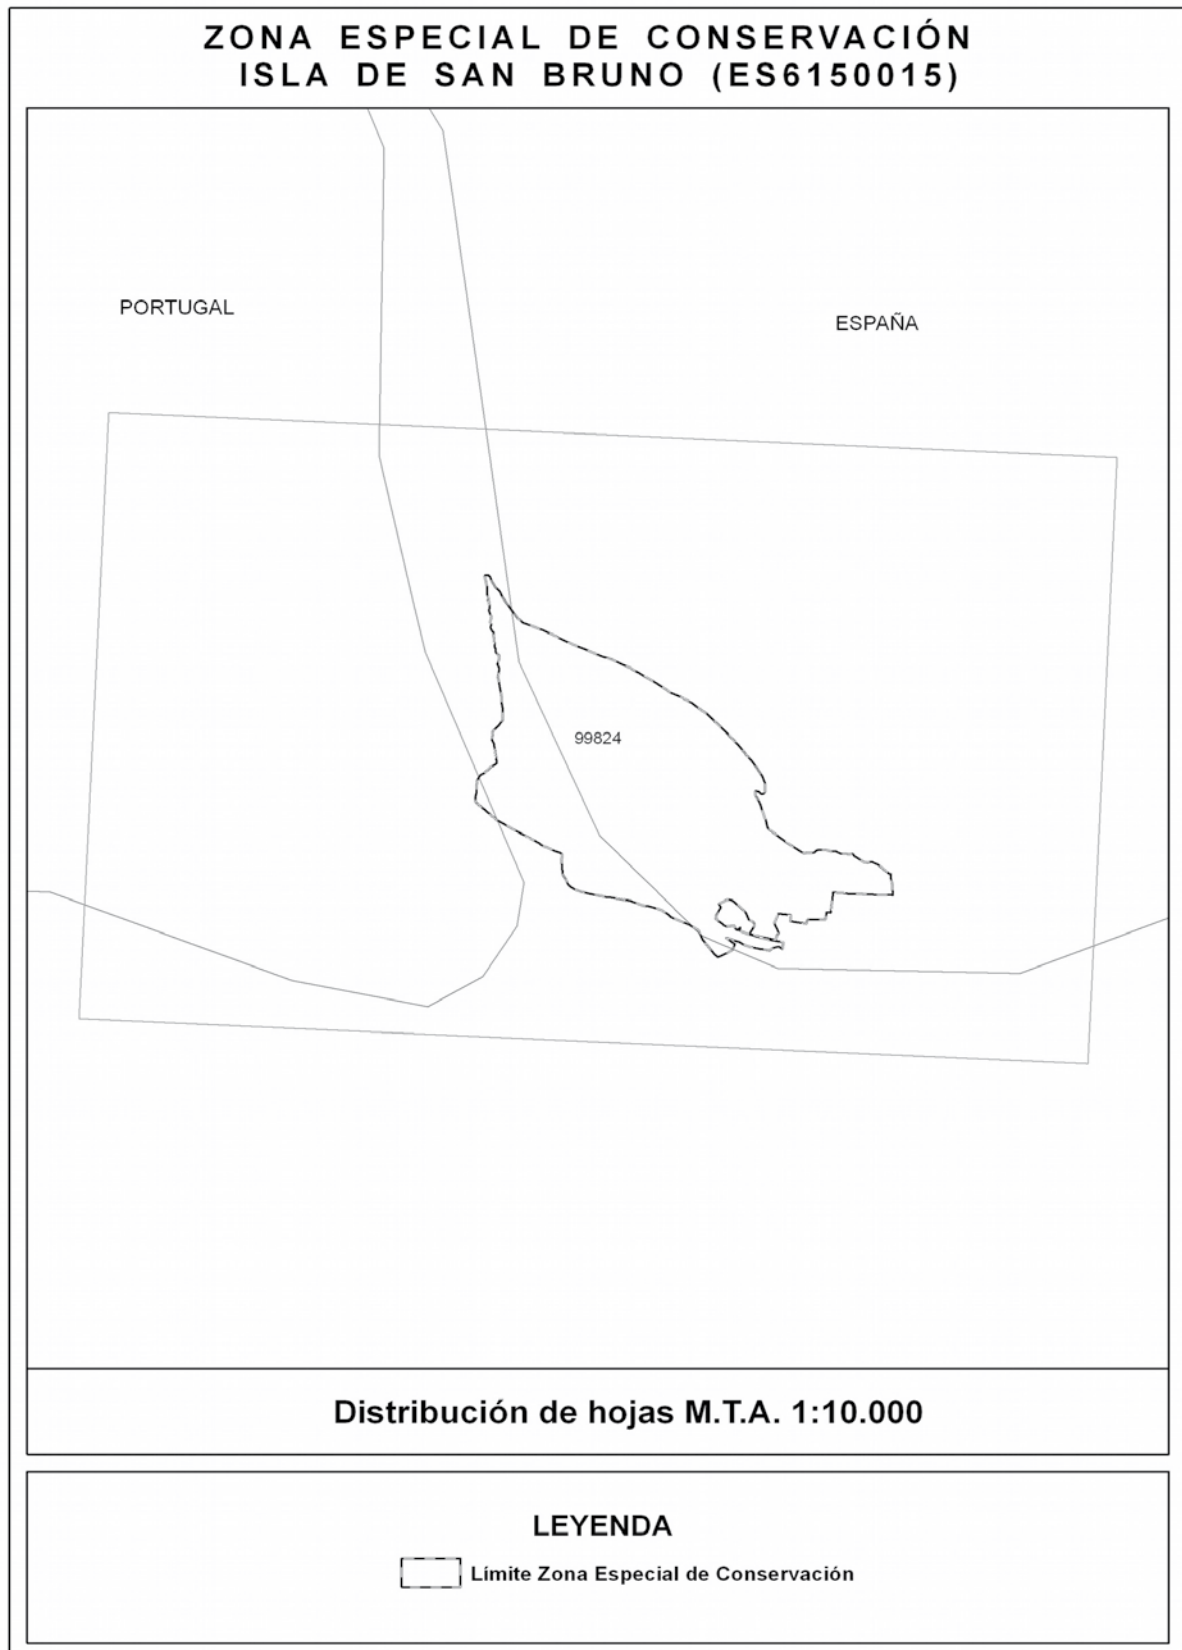 ZONA ESPECIAL DE CONSERVACIÓN
ISLA DE SAN BRUNO (ES6150015)
PORTUGAL
ESPAÑA
99824
Distribución de hojas M.T.A. 1:10.000
LEYENDA
Límite Zona Especial de Conservación